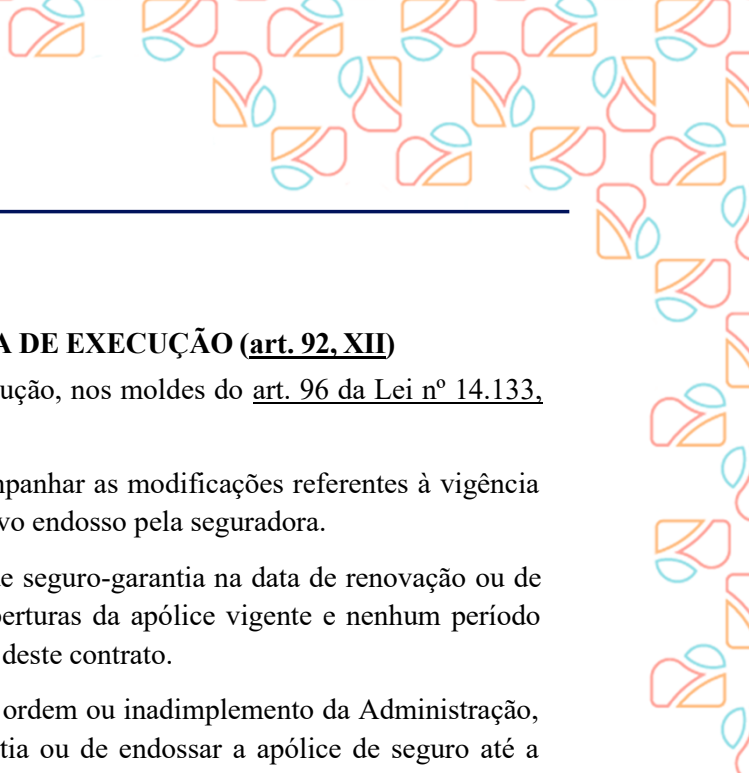 A DE EXECUÇÃO (art. 92, XII)
ução, nos moldes do art. 96 da Lei nº 14.133,
mpanhar as modificações referentes à vigência
vo endosso pela seguradora.
e seguro-garantia na data de renovação ou de
perturas da apólice vigente e nenhum período
deste contrato.
ordem ou inadimplemento da Administração,
tia ou de endossar a apólice de seguro até a